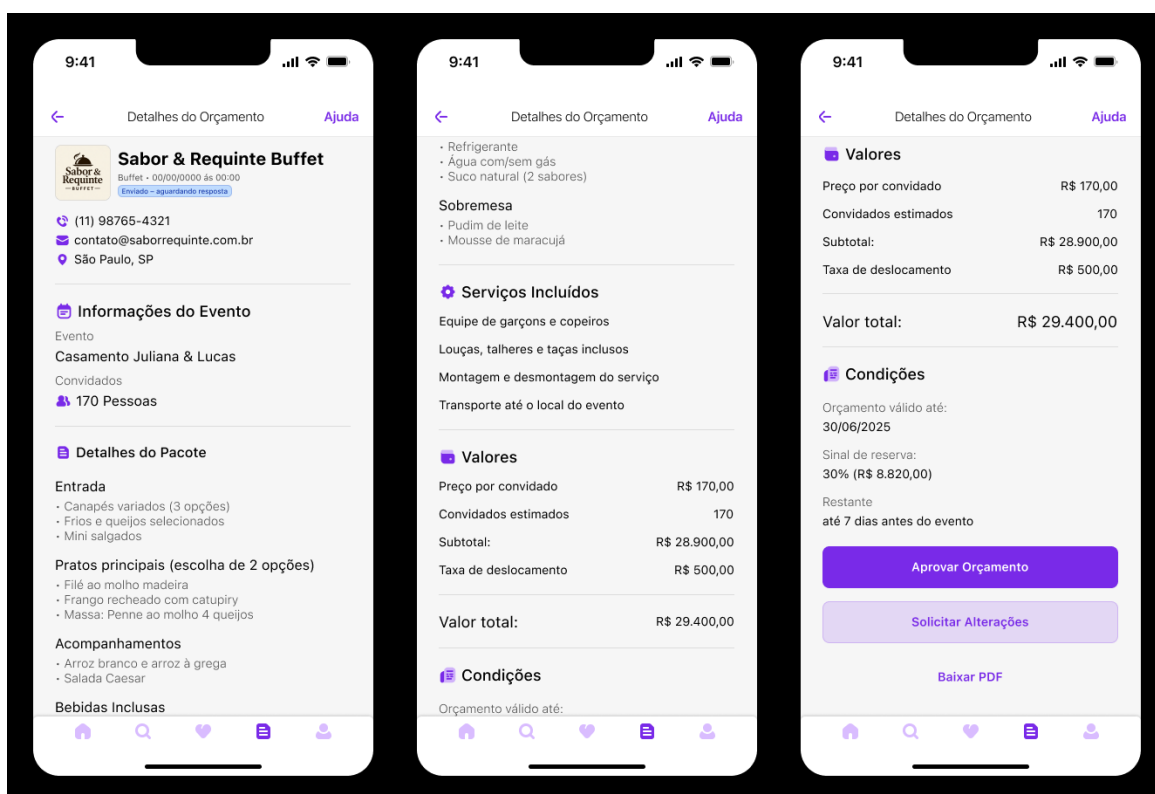 9:41
Detalhes do Orçamento
Ajuda
Sabor &
Requinte
BUFFET
Sabor & Requinte Buffet
Buffet • 00/00/0000 ás 00:00
Enviado – aguardando resposta
(11) 98765-4321
contato@saborrequinte.com.br
São Paulo, SP
Informações do Evento
Evento
Casamento Juliana & Lucas
Convidados
170 Pessoas
Detalhes do Pacote
Entrada
• Canapés variados (3 opções)
• Frios e queijos selecionados
• Mini salgados
Pratos principais (escolha de 2 opções)
• Filé ao molho madeira
• Frango recheado com catupiry
• Massa: Penne ao molho 4 queijos
Acompanhamentos
• Arroz branco e arroz à grega
• Salada Caesar
Bebidas Inclusas
9:41
Detalhes do Orçamento
Ajuda
• Refrigerante
• Água com/sem gás
• Suco natural (2 sabores)
Sobremesa
• Pudim de leite
• Mousse de maracujá
Serviços Incluídos
Equipe de garçons e copeiros
Louças, talheres e taças inclusos
Montagem e desmontagem do serviço
Transporte até o local do evento
Valores
Preço por convidado R$ 170,00
Convidados estimados 170
Subtotal: R$ 28.900,00
Taxa de deslocamento R$ 500,00
Valor total: R$ 29.400,00
Condições
Orçamento válido até:
9:41
Detalhes do Orçamento
Ajuda
Valores
Preço por convidado R$ 170,00
Convidados estimados 170
Subtotal: R$ 28.900,00
Taxa de deslocamento R$ 500,00
Valor total: R$ 29.400,00
Condições
Orçamento válido até:
30/06/2025
Sinal de reserva:
30% (R$ 8.820,00)
Restante
até 7 dias antes do evento
Aprovar Orçamento
Solicitar Alterações
Baixar PDF